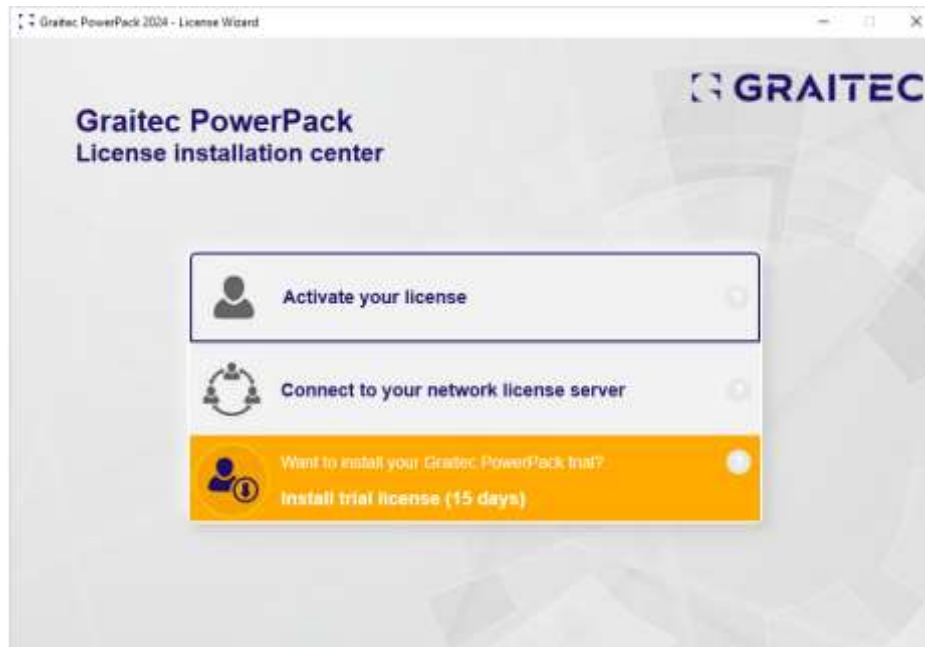 Graitec PowerPack 2024 - License Wizard
GRAITEC
Graitec PowerPack
License installation center
Activate your license
Connect to your network license server
Want to install your Graitec PowerPack trial?
Install trial license (15 days)